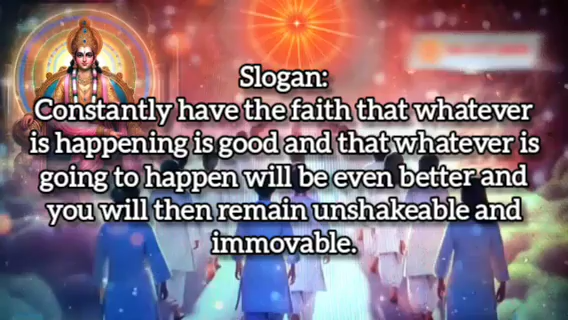 Slogan:
Constantly have the faith that whatever
is happening is good and that whatever is
going to happen will be even better and
you will then remain unshakeable and
immovable.